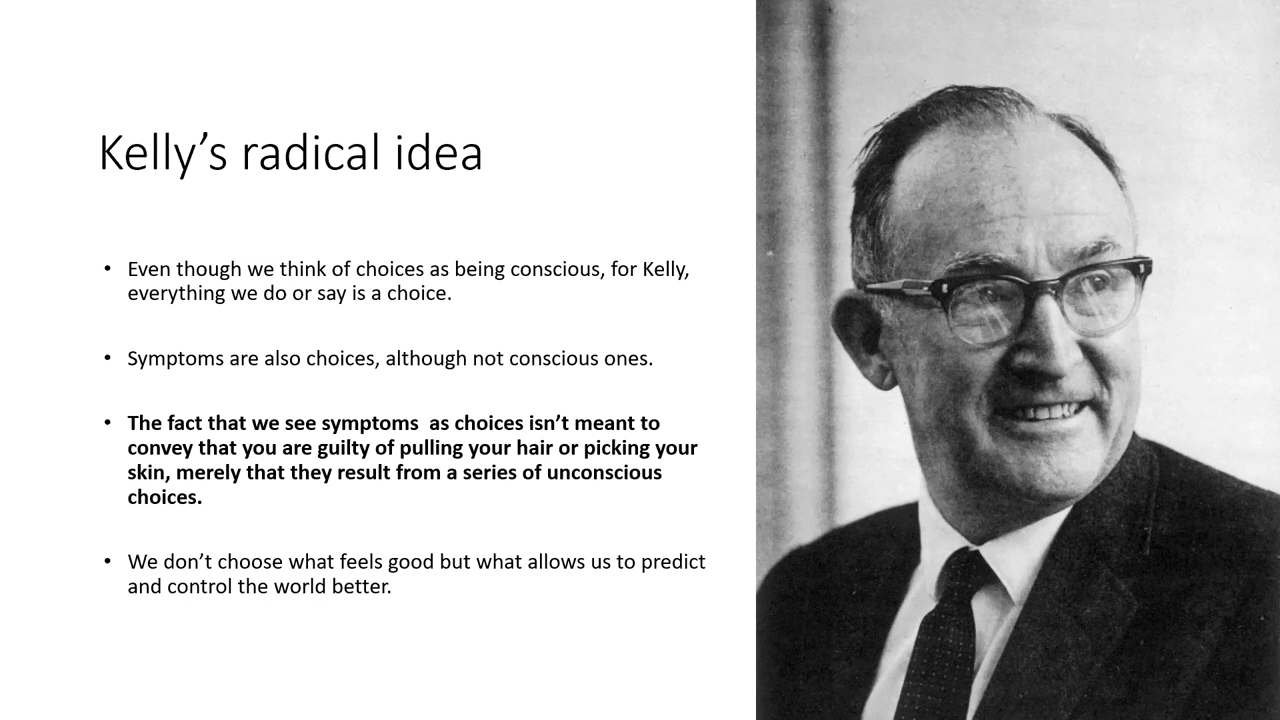 Kelly’s radical idea
• Even though we think of choices as being conscious, for Kelly,
everything we do or say is a choice.
• Symptoms are also choices, although not conscious ones.
• The fact that we see symptoms  as choices isn’t meant to
convey that you are guilty of pulling your hair or picking your
skin, merely that they result from a series of unconscious
choices.
• We don’t choose what feels good but what allows us to predict
and control the world better.